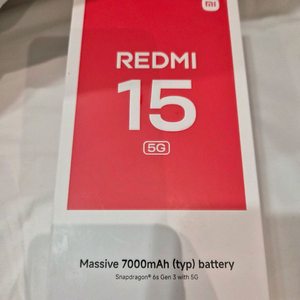 mi
REDMI
15
5G
Massive 7000mAh (typ) battery
Snapdragon® 6s Gen 3 with 5G